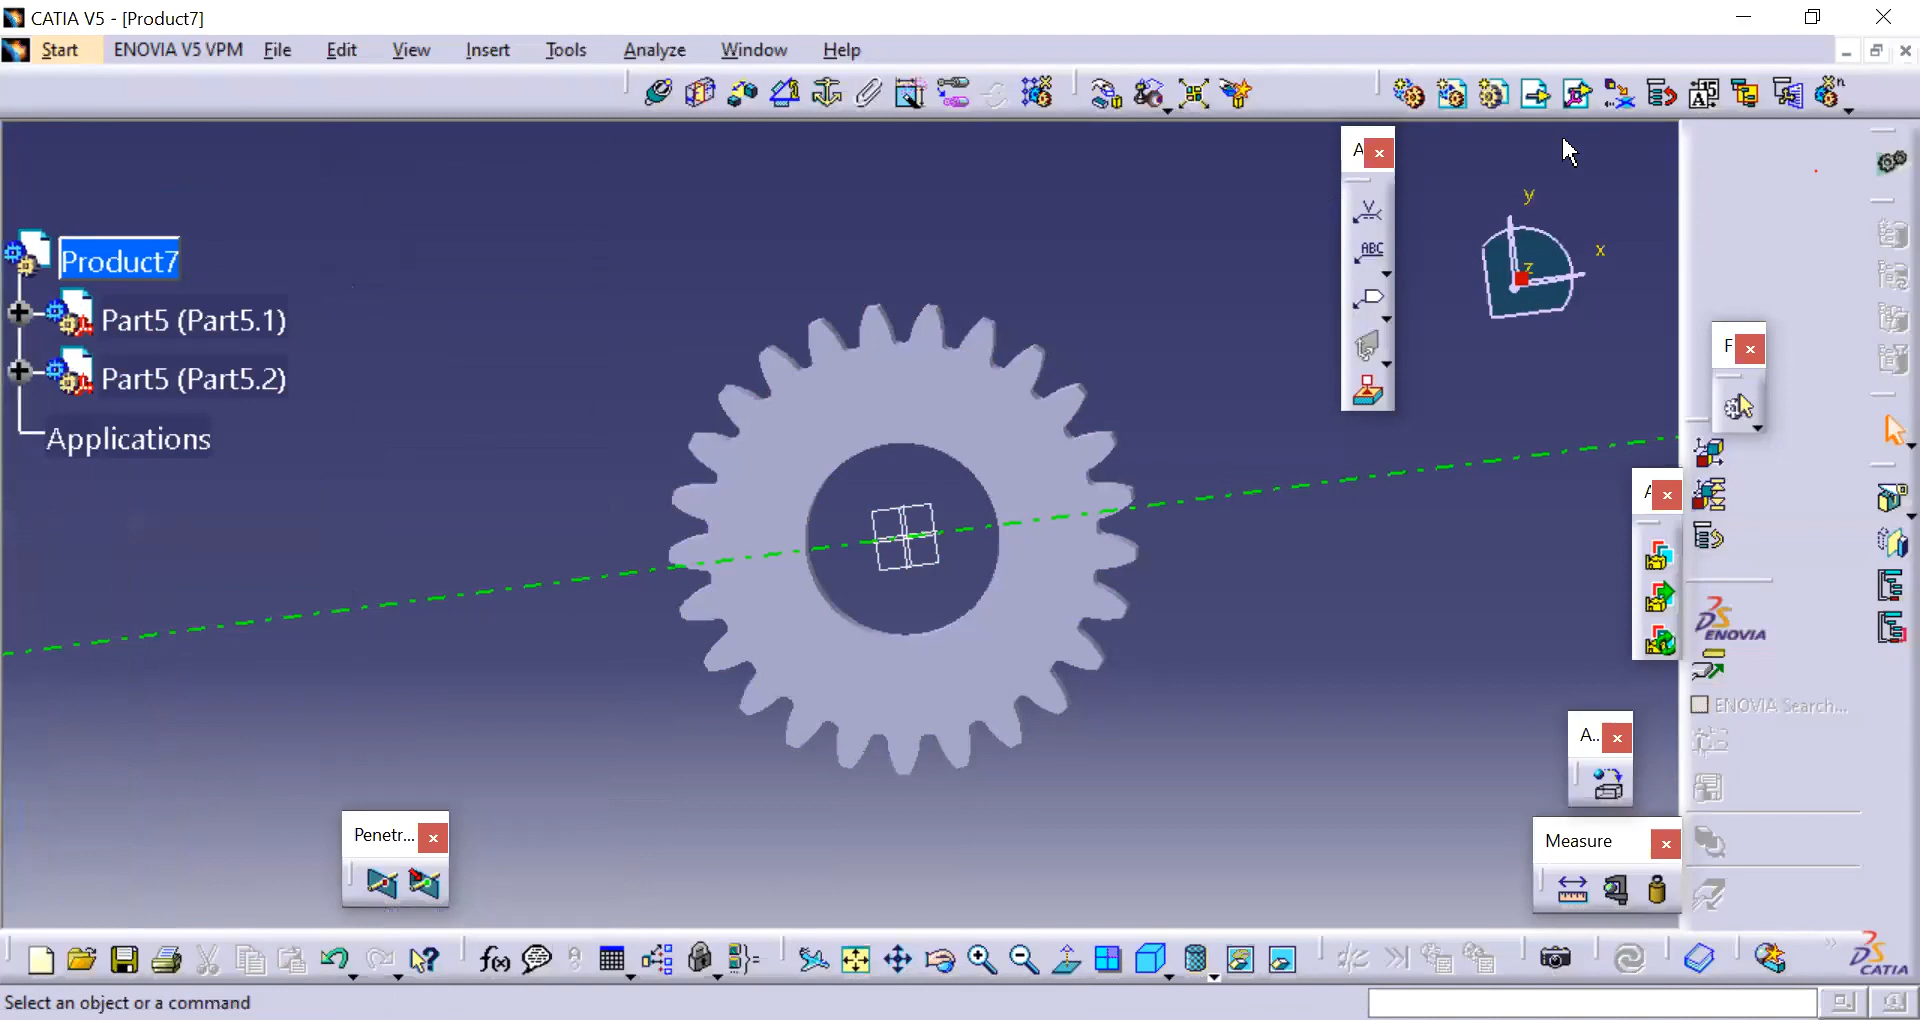 CATIA V5 - [Product7]
Start ENOVIA V5 VPM File Edit View Insert Tools Analyze Window Help
A
y
x
z
ABC
Product7
Part5 (Part5.1)
Part5 (Part5.2)
Applications
F
A
ENOVIA
ENOVIA Search...
A..
Penetr...
Measure
f(x)
CATIA
Select an object or a command